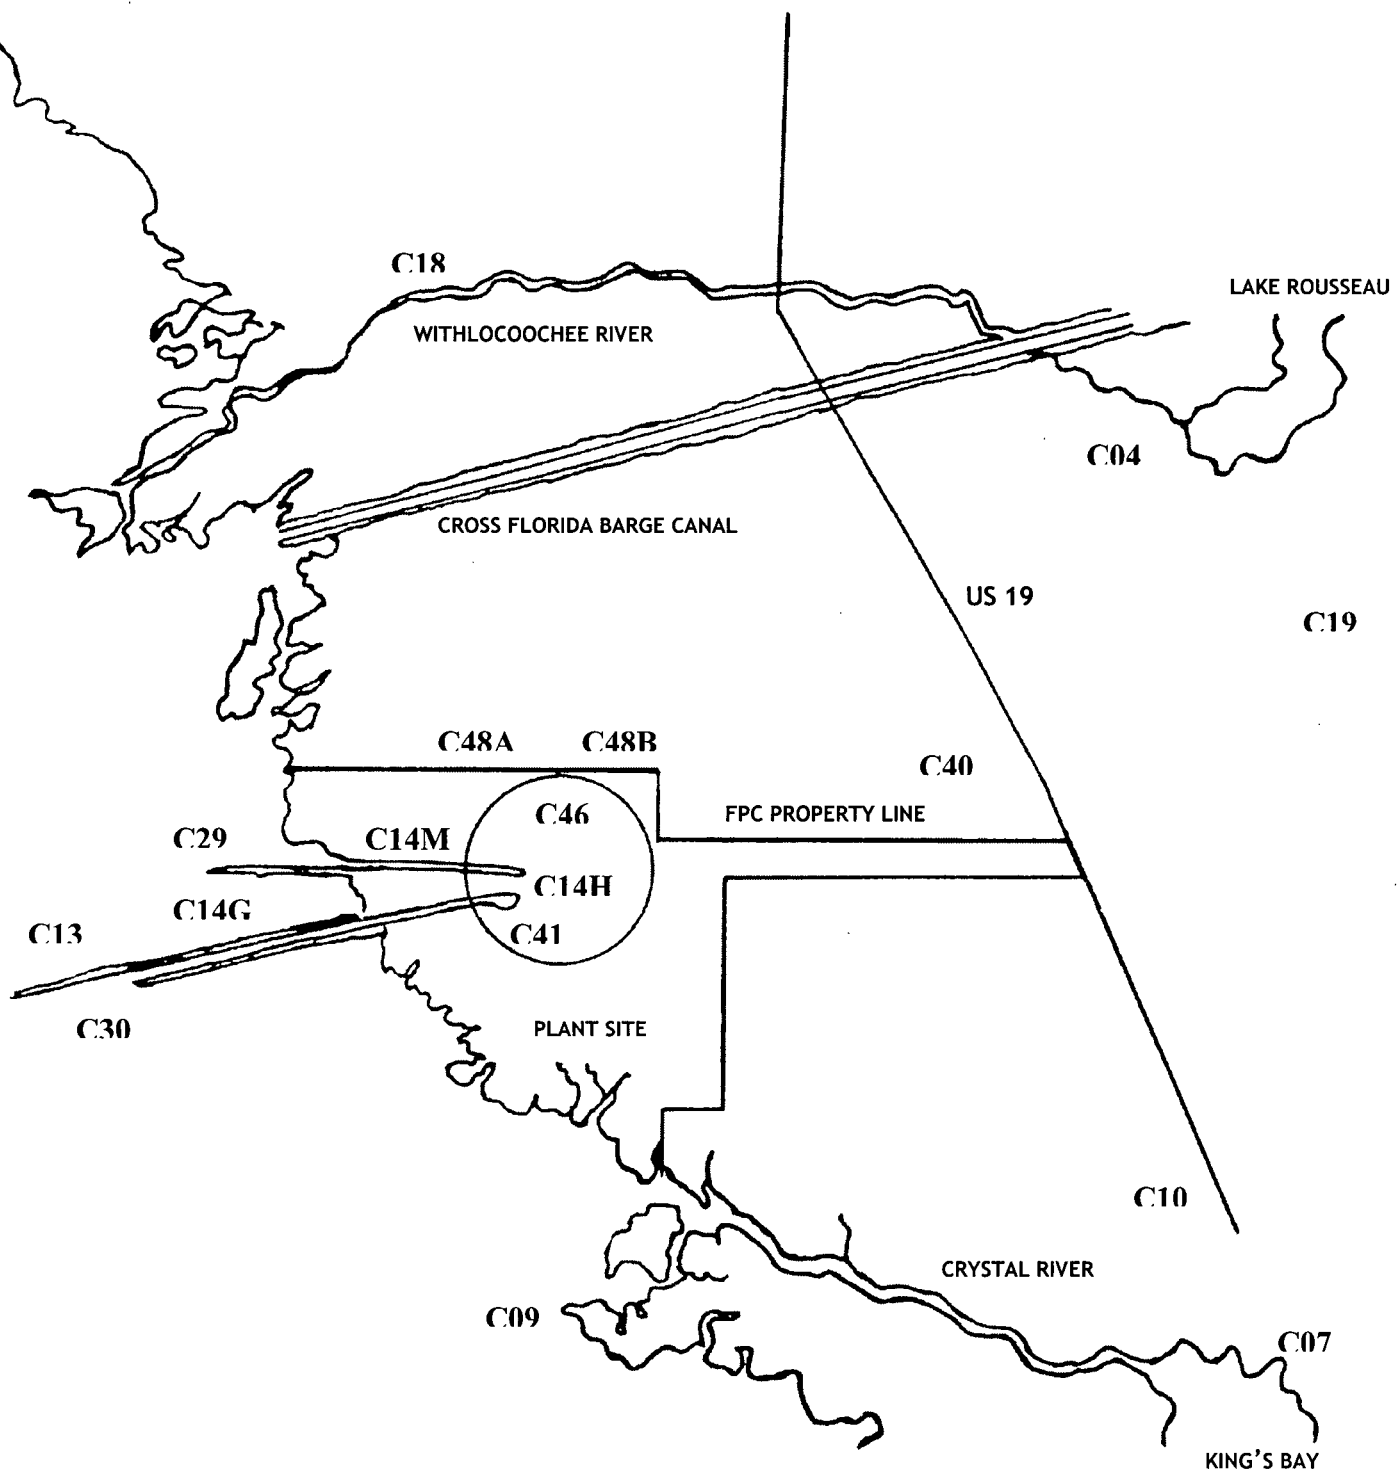 C18
LAKE ROUSSEAU
WITHLOCOOCHEE RIVER
C04
CROSS FLORIDA BARGE CANAL
US 19
C19
C48A
C48B
C40
C46
FPC PROPERTY LINE
C29
C14M
C14H
C14G
C13
C41
C30
PLANT SITE
C10
CRYSTAL RIVER
C09
C07
KING'S BAY